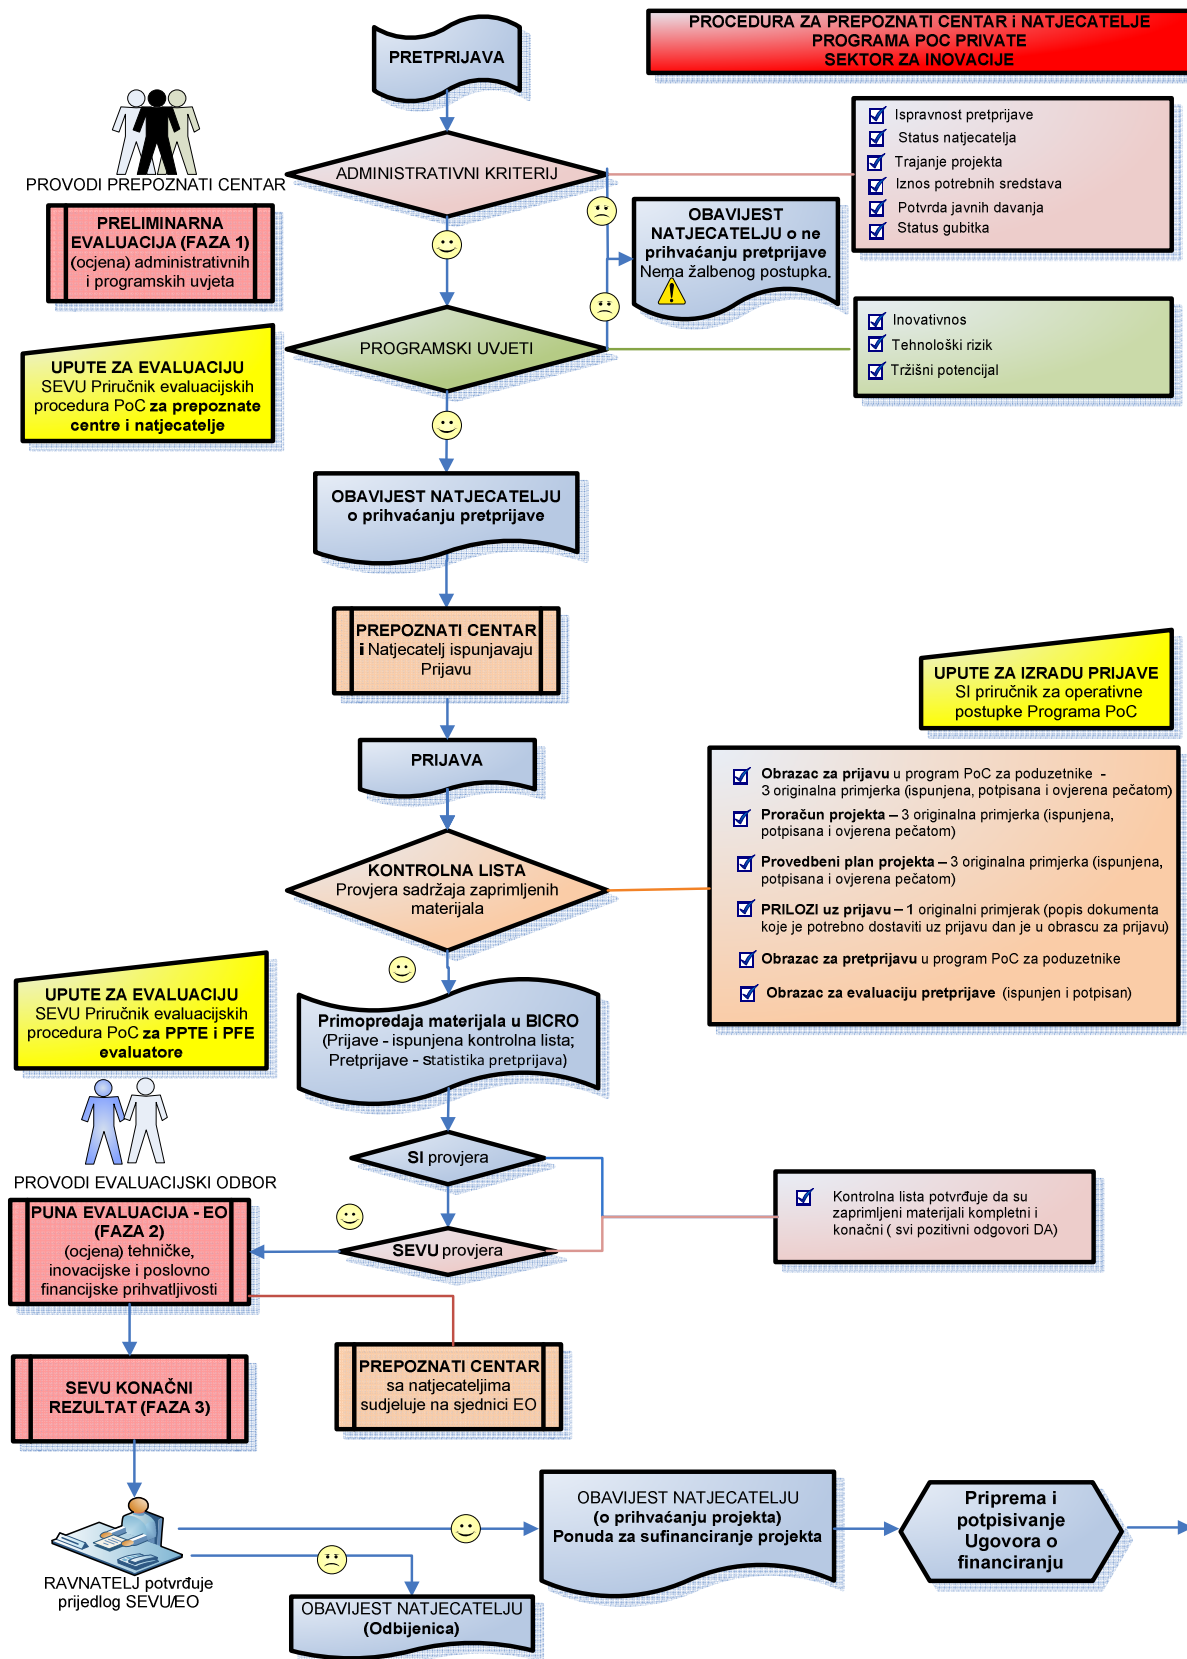 PROCEDURA ZA PREPOZNATI CENTAR i NATJECATELJE
PROGRAMA POC PRIVATE
SEKTOR ZA INOVACIJE
PRETPRIJAVA
Ispravnost pretprijave
Status natjecatelja
Trajanje projekta
Iznos potrebnih sredstava
Potvrda javnih davanja
Status gubitka
ADMINISTRATIVNI KRITERIJ
PROVODI PREPOZNATI CENTAR
PRELIMINARNA
EVALUACIJA (FAZA 1)
(ocjena) administrativnih
i programskih uvjeta
OBAVIJEST
NATJECATELJU o ne
prihvaćanju pretprijave
Nema žalbenog postupka.
PROGRAMSKI UVJETI
Inovativnos
Tehnološki rizik
Tržišni potencijal
UPUTE ZA EVALUACIJU
SEVU Priručnik evaluacijskih
procedura PoC za prepoznate
centre i natjecatelje
OBAVIJEST NATJECATELJU
o prihvaćanju pretprijave
PREPOZNATI CENTAR
i Natjecatelj ispunjavaju
Prijavu
UPUTE ZA IZRADU PRIJAVE
SI priručnik za operativne
postupke Programa PoC
PRIJAVA
Obrazac za prijavu u program PoC za poduzetnike -
3 originalna primjerka (ispunjena, potpisana i ovjerena pečatom)
Proračun projekta – 3 originalna primjerka (ispunjena,
potpisana i ovjerena pečatom)
Provedbeni plan projekta – 3 originalna primjerka (ispunjena,
potpisana i ovjerena pečatom)
PRILOZI uz prijavu – 1 originalni primjerak (popis dokumenta
koje je potrebno dostaviti uz prijavu dan je u obrascu za prijavu)
Obrazac za pretprijavu u program PoC za poduzetnike
Obrazac za evaluaciju pretprijave (ispunjen i potpisan)
KONTROLNA LISTA
Provjera sadržaja zaprimljenih
materijala
UPUTE ZA EVALUACIJU
SEVU Priručnik evaluacijskih
procedura PoC za PPTE i PFE
evaluatore
Primopredaja materijala u BICRO
(Prijave - ispunjena kontrolna lista;
Pretprijave - statistika pretprijava)
SI provjera
PROVODI EVALUACIJSKI ODBOR
PUNA EVALUACIJA - EO
(FAZA 2)
(ocjena) tehničke,
inovacijske i poslovno
financijske prihvatljivosti
SEVU provjera
Kontrolna lista potvrđuje da su
zaprimljeni materijali kompletni i
konačni ( svi pozitivni odgovori DA)
SEVU KONAČNI
REZULTAT (FAZA 3)
PREPOZNATI CENTAR
sa natjecateljima
sudjeluje na sjednici EO
RAVNATELJ potvrđuje
prijedlog SEVU/EO
OBAVIJEST NATJECATELJU
(o prihvaćanju projekta)
Ponuda za sufinanciranje projekta
Priprema i
potpisivanje
Ugovora o
financiranju
OBAVIJEST NATJECATELJU
(Odbijenica)